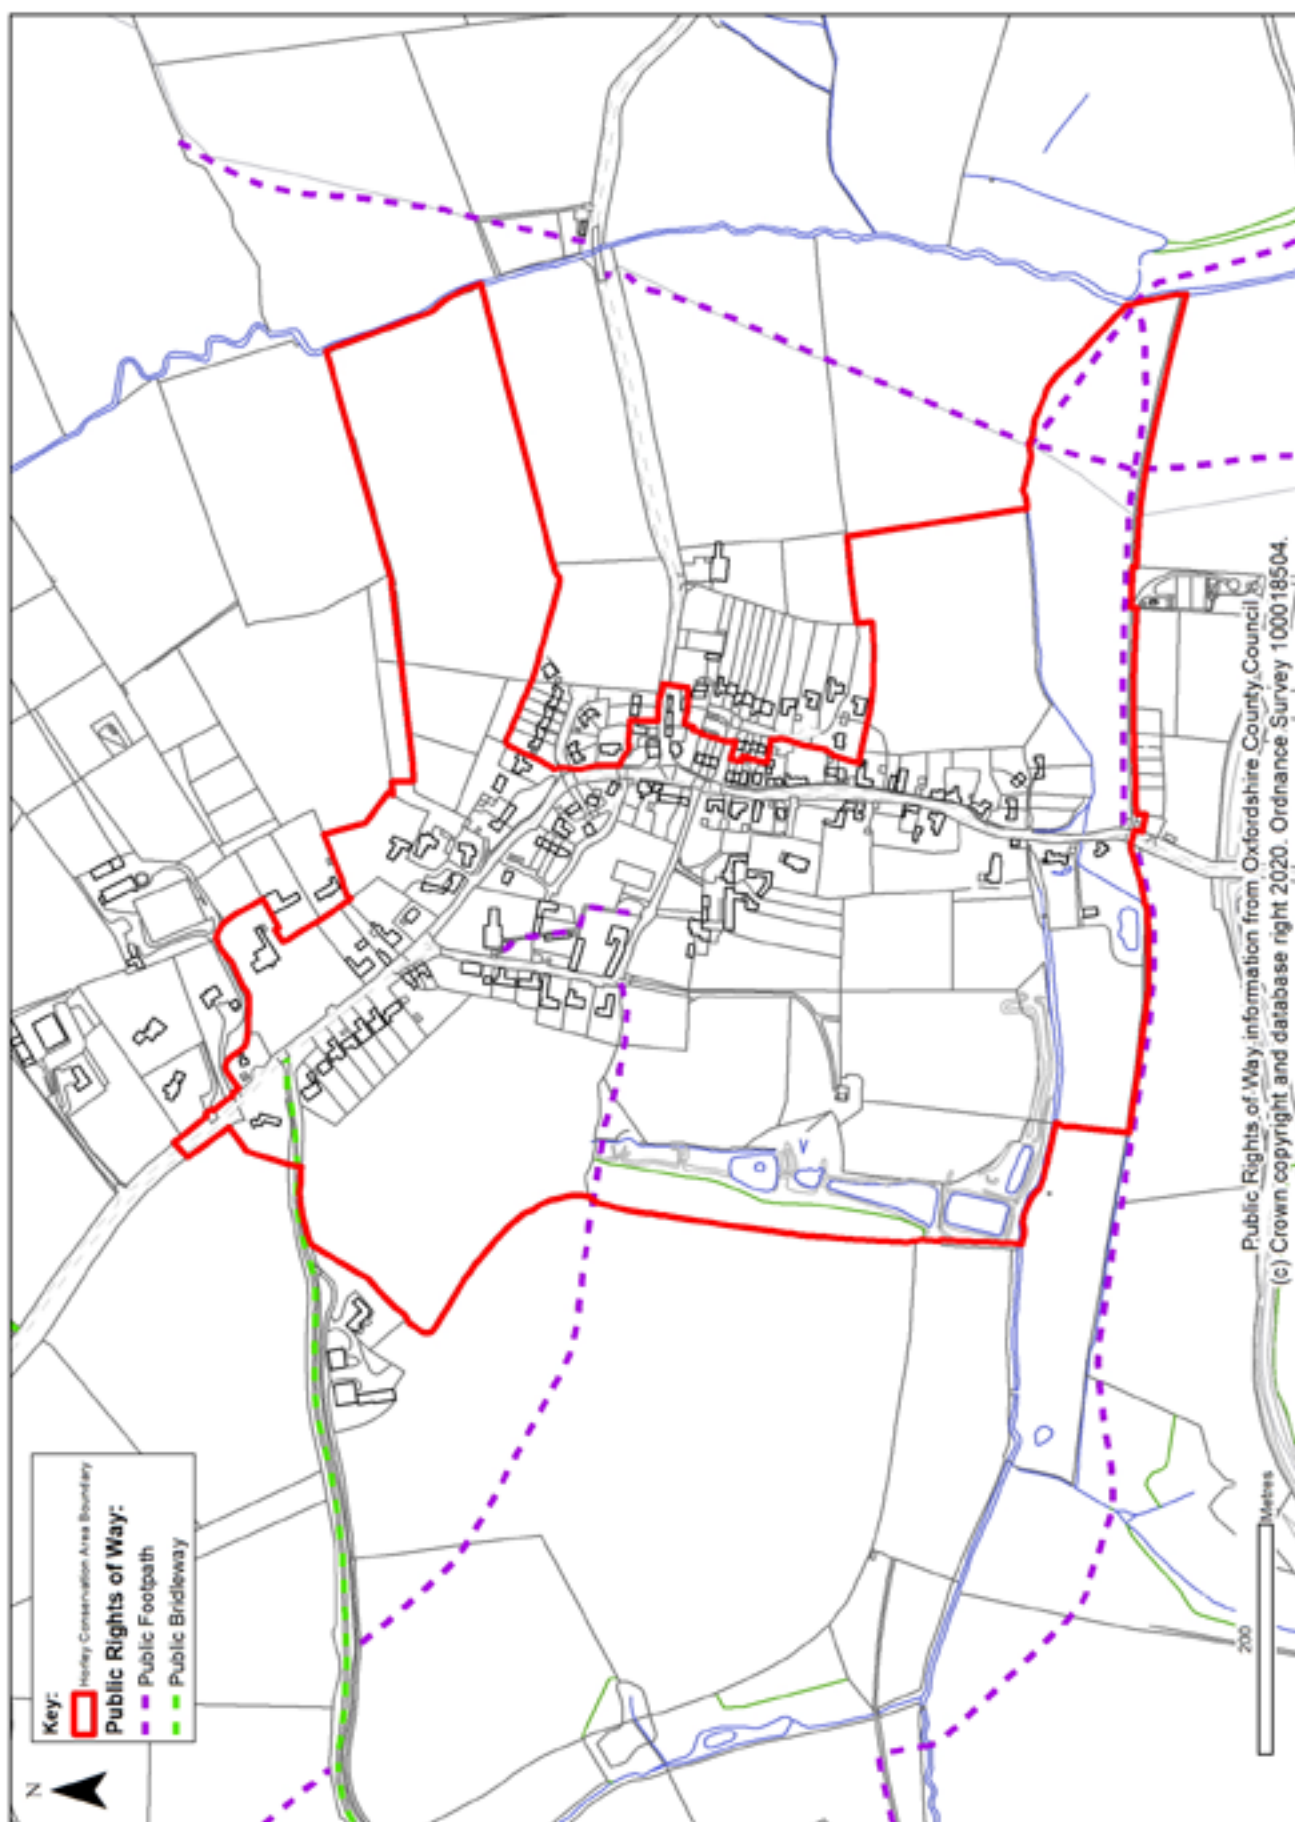 N
Key:
Horley Conservation Area Boundary
Public Rights of Way:
Public Footpath
Public Bridleway
200
Metres
Public Rights of Way information from Oxfordshire County Council &
(c) Crown copyright and database right 2020. Ordnance Survey 100018504.